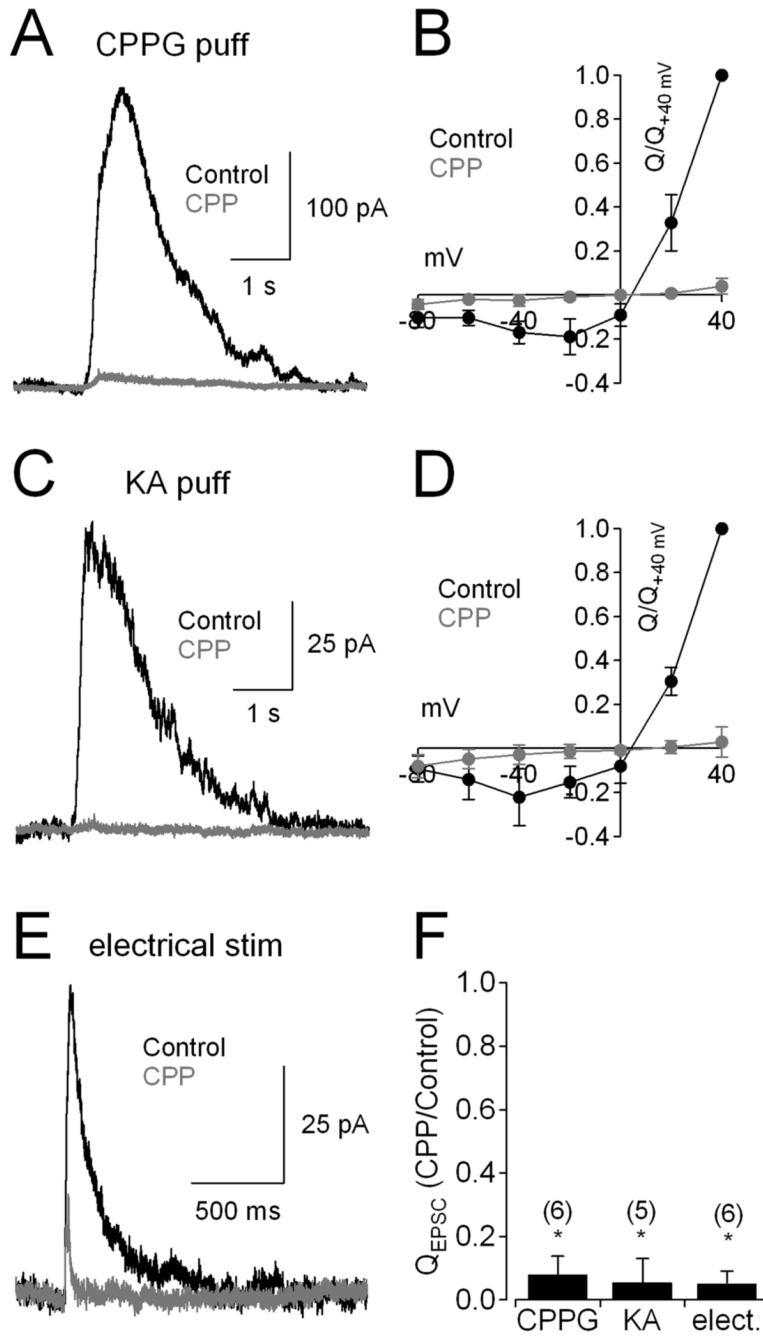 A
CPPG puff
Control
CPP
100 pA
1 s
B
Q/Q+40 mV
Control
CPP
mV
1.0
0.8
0.6
0.4
0.2
-80
-40
40
-0.2
-0.4
C
KA puff
Control
CPP
25 pA
1 s
D
Q/Q+40 mV
Control
CPP
mV
1.0
0.8
0.6
0.4
0.2
-80
-40
40
-0.2
-0.4
E
electrical stim
Control
CPP
25 pA
500 ms
F
QEPSC (CPP/Control)
1.0
0.8
0.6
0.4
0.2
0.0
(6)
(5)
(6)
*
*
*
CPPG
KA
elect.